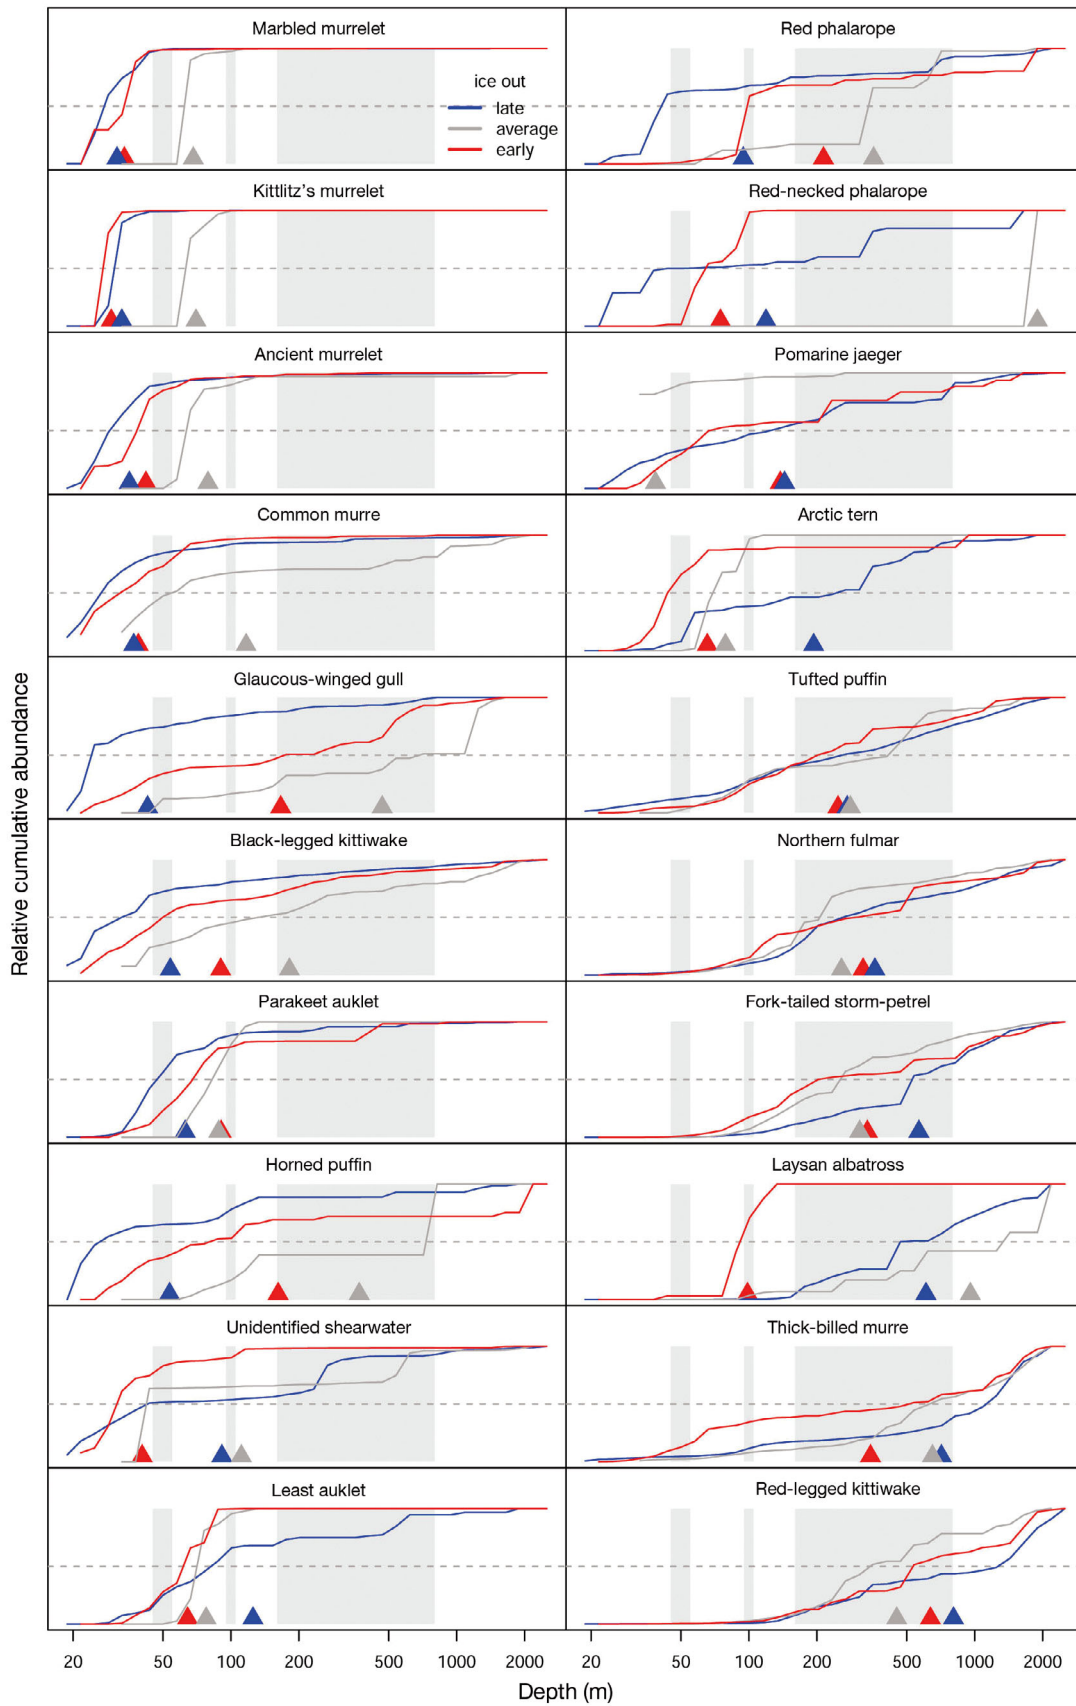 Marbled murrelet
Red phalarope
ice out
late
average
early
Kittlitz's murrelet
Red-necked phalarope
Ancient murrelet
Pomarine jaeger
Common murre
Arctic tern
Glaucous-winged gull
Tufted puffin
Black-legged kittiwake
Northern fulmar
Parakeet auklet
Fork-tailed storm-petrel
Horned puffin
Laysan albatross
Unidentified shearwater
Thick-billed murre
Least auklet
Red-legged kittiwake
Relative cumulative abundance
20 50 100 200 500 1000 2000 20 50 100 200 500 1000 2000
Depth (m)